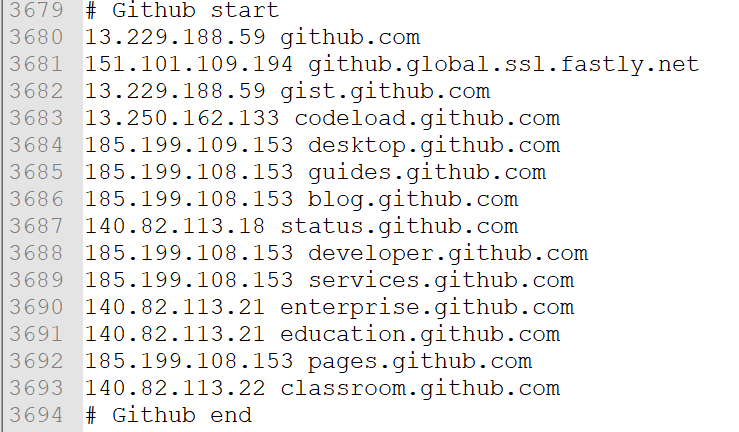 3679 # Github start
3680 13.229.188.59 github.com
3681 151.101.109.194 github.global.ssl.fastly.net
3682 13.229.188.59 gist.github.com
3683 13.250.162.133 codeload.github.com
3684 185.199.109.153 desktop.github.com
3685 185.199.108.153 guides.github.com
3686 185.199.108.153 blog.github.com
3687 140.82.113.18 status.github.com
3688 185.199.108.153 developer.github.com
3689 185.199.108.153 services.github.com
3690 140.82.113.21 enterprise.github.com
3691 140.82.113.21 education.github.com
3692 185.199.108.153 pages.github.com
3693 140.82.113.22 classroom.github.com
3694 # Github end